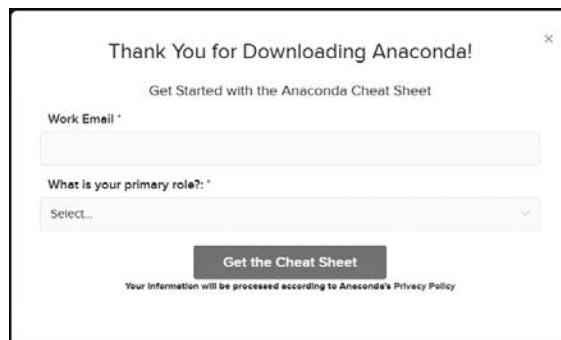 Thank You for Downloading Anaconda!
×
Get Started with the Anaconda Cheat Sheet
Work Email *
What is your primary role?: *
Select...
Get the Cheat Sheet
Your information will be processed according to Anaconda's Privacy Policy